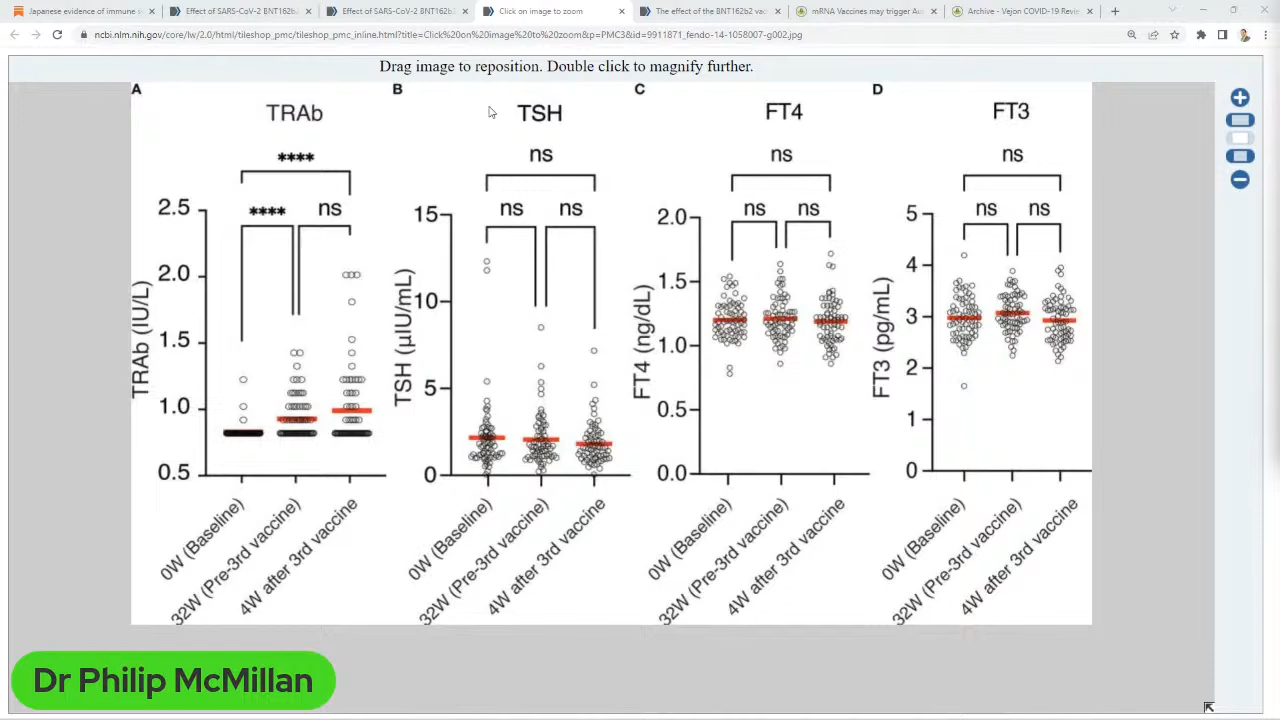 Japanese evidence of immune s
Effect of SARS-CoV-2 BNT162b
Effect of SARS-CoV-2 BNT162b2
Click on image to zoom
The effect of the BNT162b2 vac
mRNA Vaccines may trigger Au
Archive - Vejon COVID-19 Revie
ncbi.nlm.nih.gov/core/lw/2.0/html/tileshop_pmc/tileshop_pmc_inline.html?title=Click%20on%20image%20to%20zoom&p=PMC3&id=9911871_fendo-14-1058007-g002.jpg
Drag image to reposition. Double click to magnify further.
A
TRAb
****
**** ns
2.5
2.0
1.5
1.0
0.5
TRAb (IU/L)
0W (Baseline)
32W (Pre-3rd vaccine)
4W after 3rd vaccine
B
TSH
ns
ns ns
15
10
5
0
TSH (µIU/mL)
0W (Baseline)
32W (Pre-3rd vaccine)
4W after 3rd vaccine
C
FT4
ns
ns ns
2.0
1.5
1.0
0.5
0.0
FT4 (ng/dL)
0W (Baseline)
32W (Pre-3rd vaccine)
4W after 3rd vaccine
D
FT3
ns
ns ns
5
4
3
2
1
0
FT3 (pg/mL)
0W (Baseline)
32W (Pre-3rd vaccine)
4W after 3rd vaccine
Dr Philip McMillan